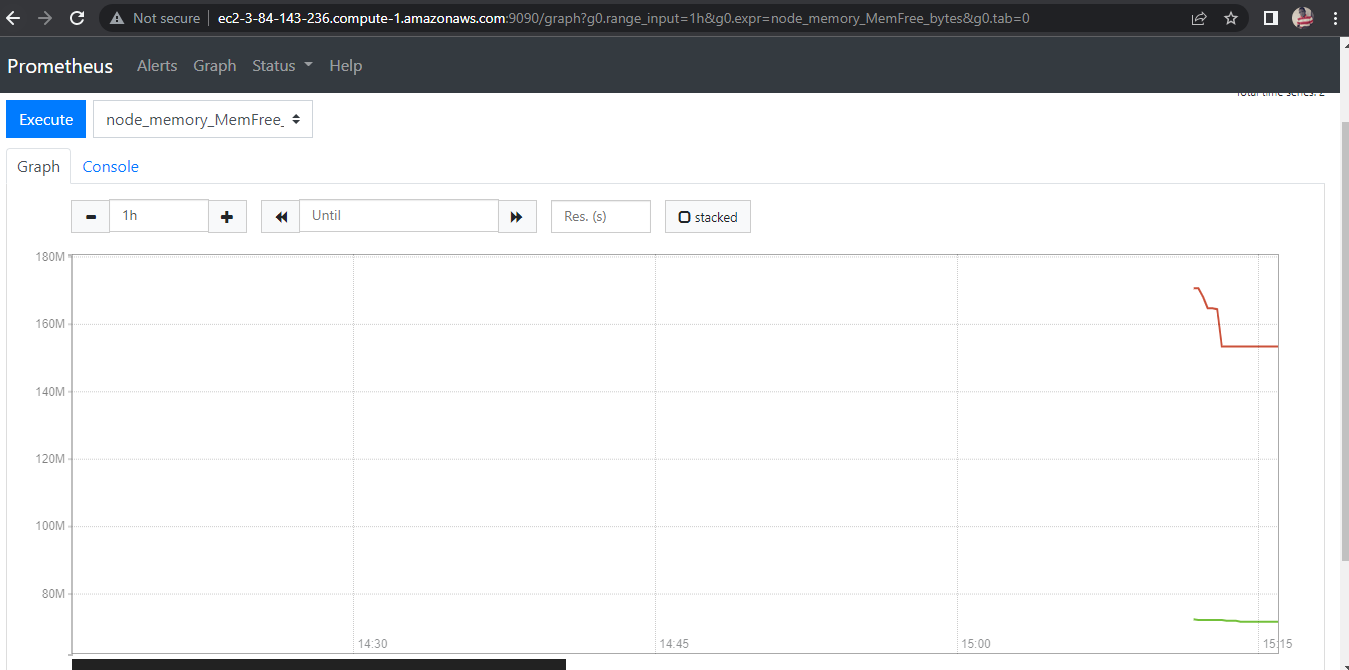 Not secure ec2-3-84-143-236.compute-1.amazonaws.com:9090/graph?g0.range_input=1h&g0.expr=node_memory_MemFree_bytes&g0.tab=0
Prometheus Alerts Graph Status Help
Total time series: 2
Execute node_memory_MemFree_
Graph Console
1h Until Res. (s) stacked
180M
160M
140M
120M
100M
80M
14:30 14:45 15:00 15:15